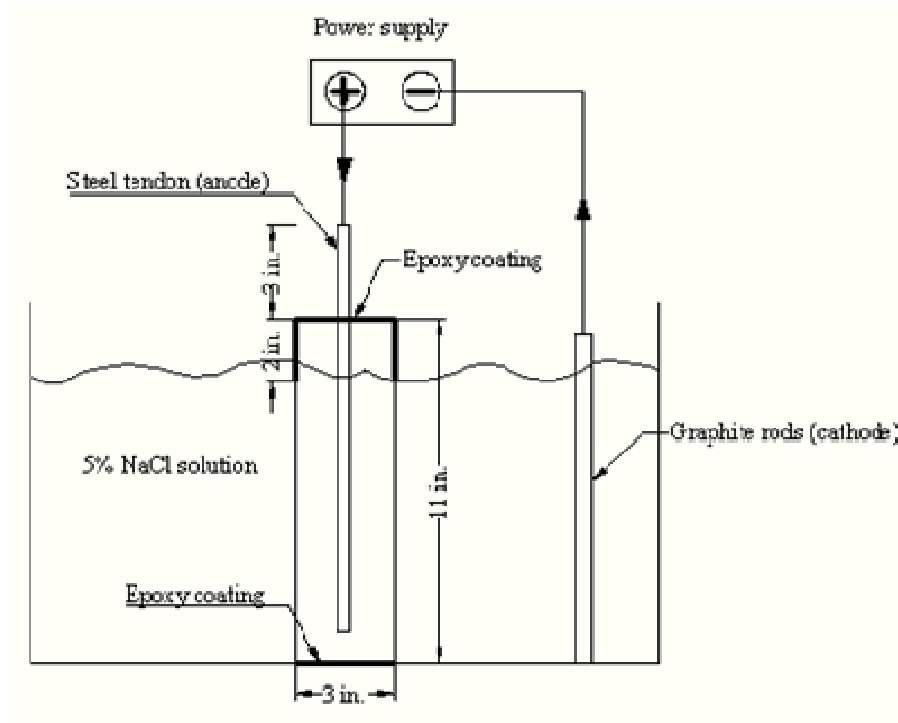 Power supply
+
−
Steel tendon (anode)
3 in.
Epoxy coating
2 in.
Graphite rods (cathode)
5% NaCl solution
11 in.
Epoxy coating
3 in.